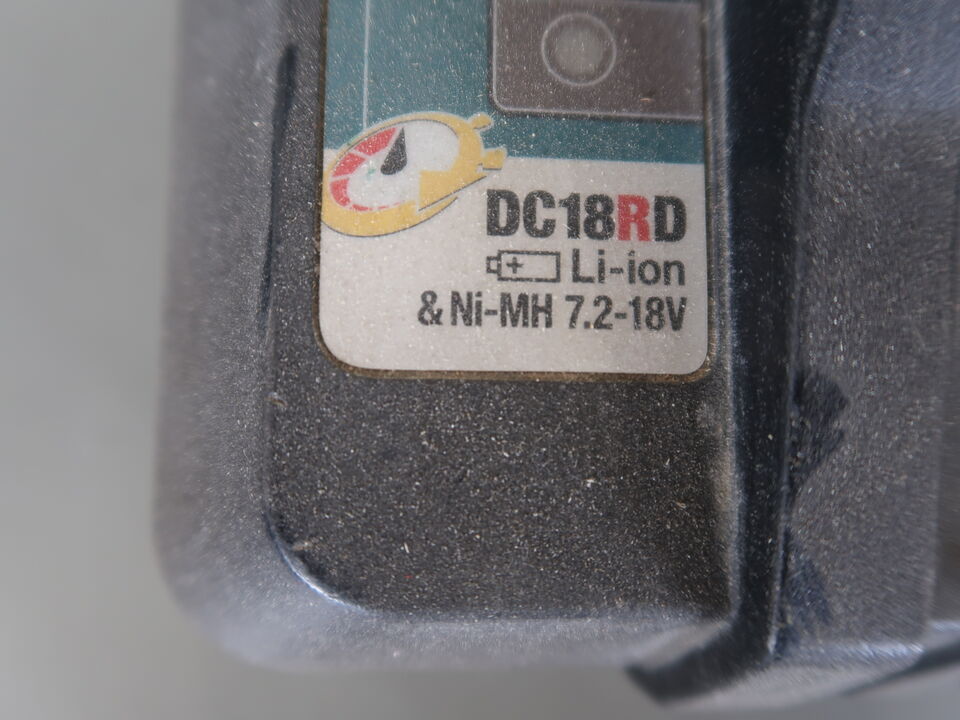 DC18RD
Li-ion
& Ni-MH 7.2-18V